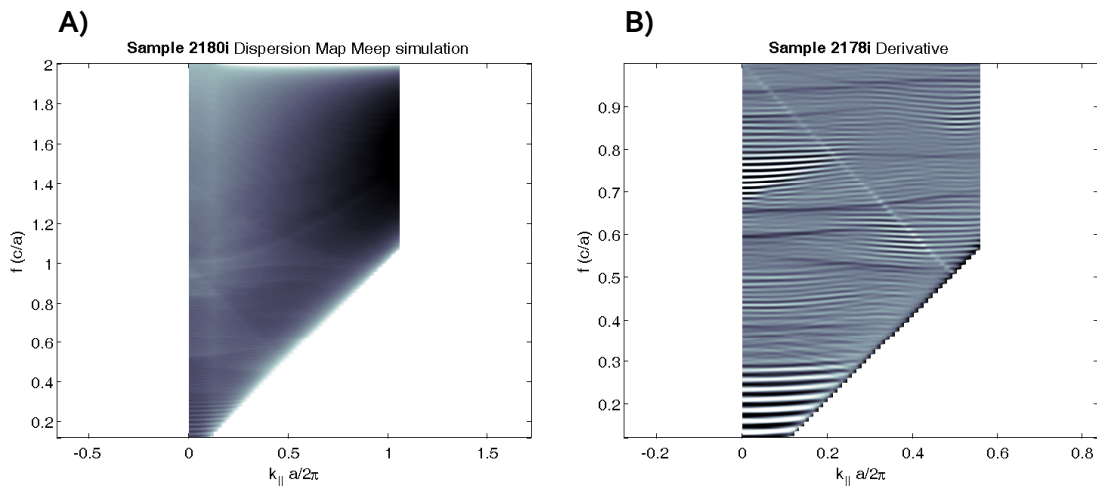 A)
Sample 2180i Dispersion Map Meep simulation
2
1.8
1.6
1.4
1.2
1
0.8
0.6
0.4
0.2
f (c/a)
-0.5 0 0.5 1 1.5
k|| a/2π
B)
Sample 2178i Derivative
0.9
0.8
0.7
0.6
0.5
0.4
0.3
0.2
f (c/a)
-0.2 0 0.2 0.4 0.6 0.8
k|| a/2π